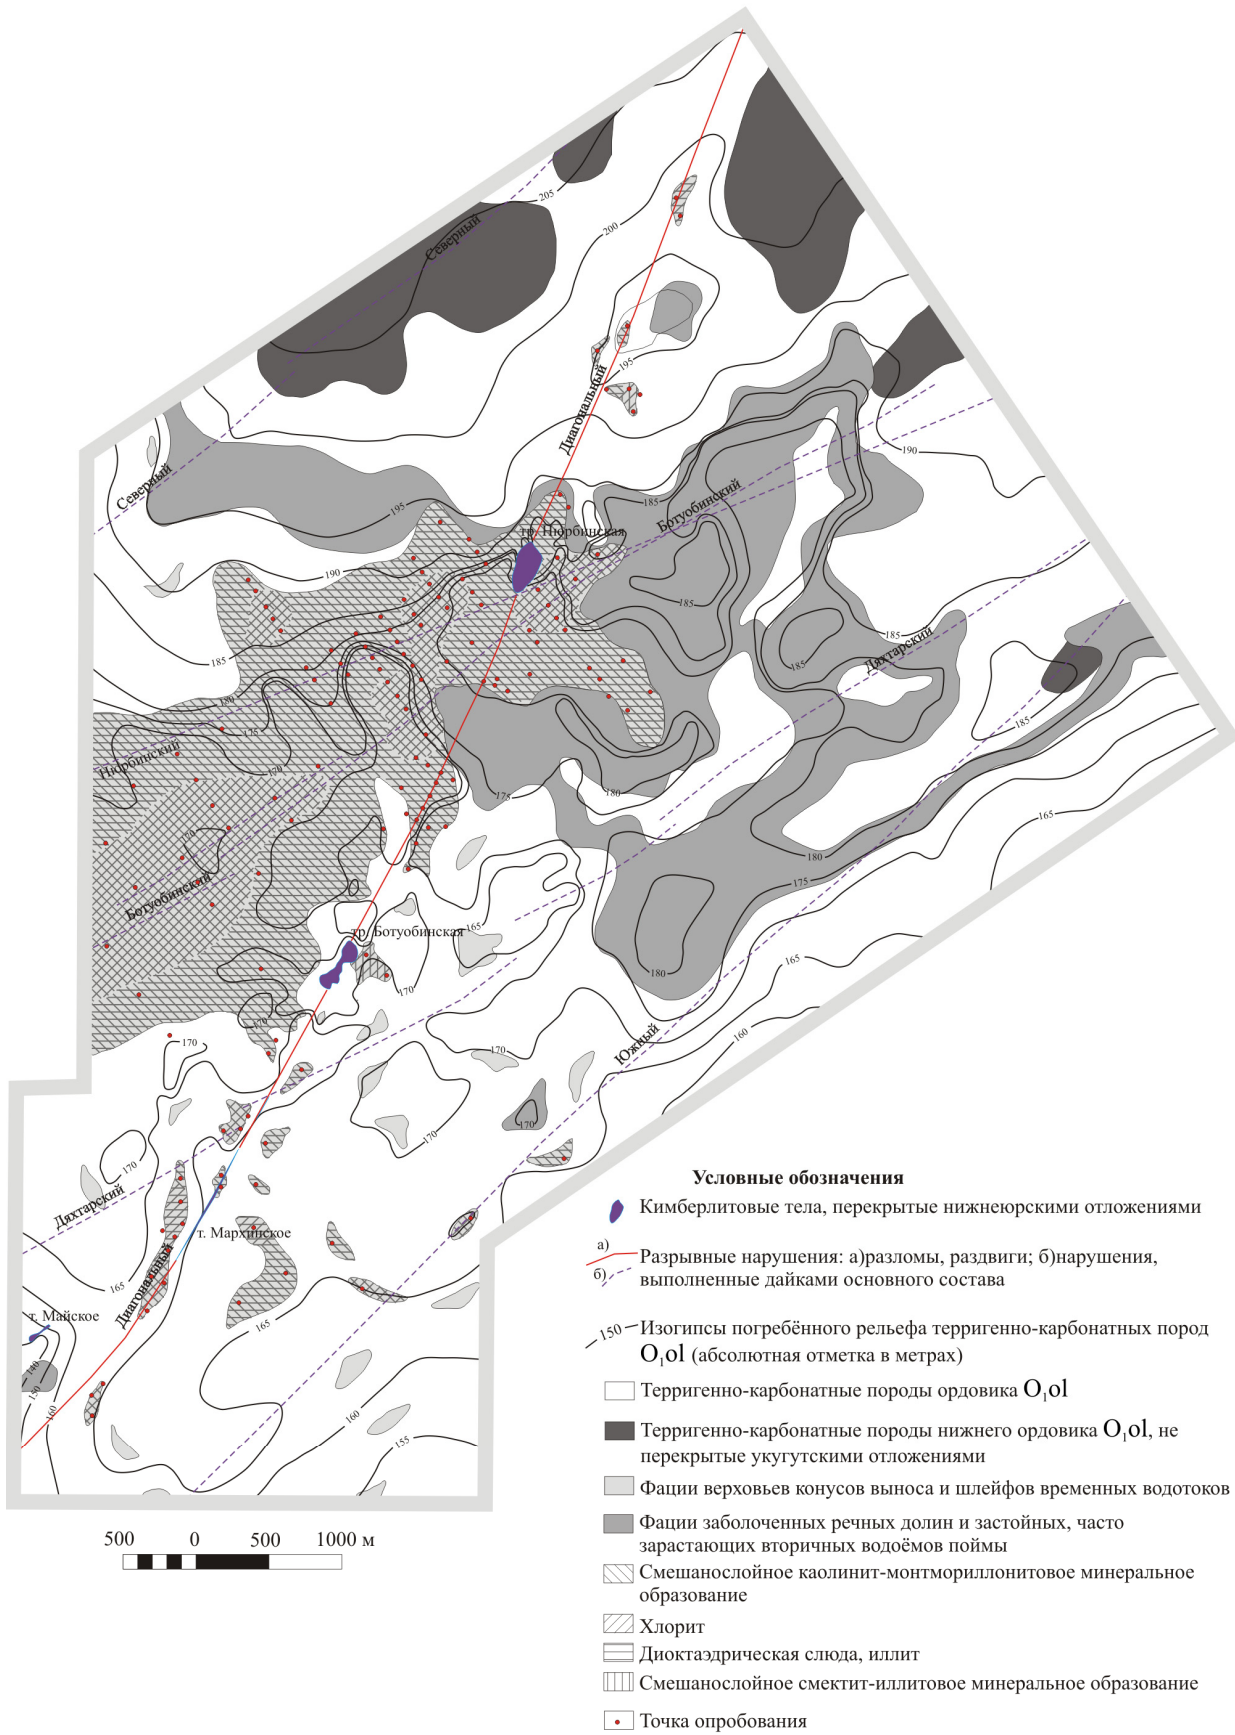 205
Северный
200
195
Диагональный
190
Северный
195
185
Ботуобинский
тр. Нюрбинская
190
185
185
185
Дяхтарский
180
175
185
Нюрбинский
170
175
180
165
170
180
175
Ботуобинский
тр. Ботуобинская
165
180
165
170
170
160
Южный
170
170
170
170
170
Дяхтарский
т. Мархинское
165
Диагональный
т. Майское
165
140
150
160
160
155
Условные обозначения
Кимберлитовые тела, перекрытые нижнеюрскими отложениями
а)
Разрывные нарушения: а)разломы, раздвиги; б)нарушения,
б)
выполненные дайками основного состава
150 Изогипсы погребённого рельефа терригенно-карбонатных пород
O₁ol (абсолютная отметка в метрах)
Терригенно-карбонатные породы ордовика O₁ol
Терригенно-карбонатные породы нижнего ордовика O₁ol, не
перекрытые укугутскими отложениями
Фации верховьев конусов выноса и шлейфов временных водотоков
Фации заболоченных речных долин и застойных, часто
зарастающих вторичных водоёмов поймы
Смешанослойное каолинит-монтмориллонитовое минеральное
образование
Хлорит
Диоктаэдрическая слюда, иллит
Смешанослойное смектит-иллитовое минеральное образование
Точка опробования
500 0 500 1000 м